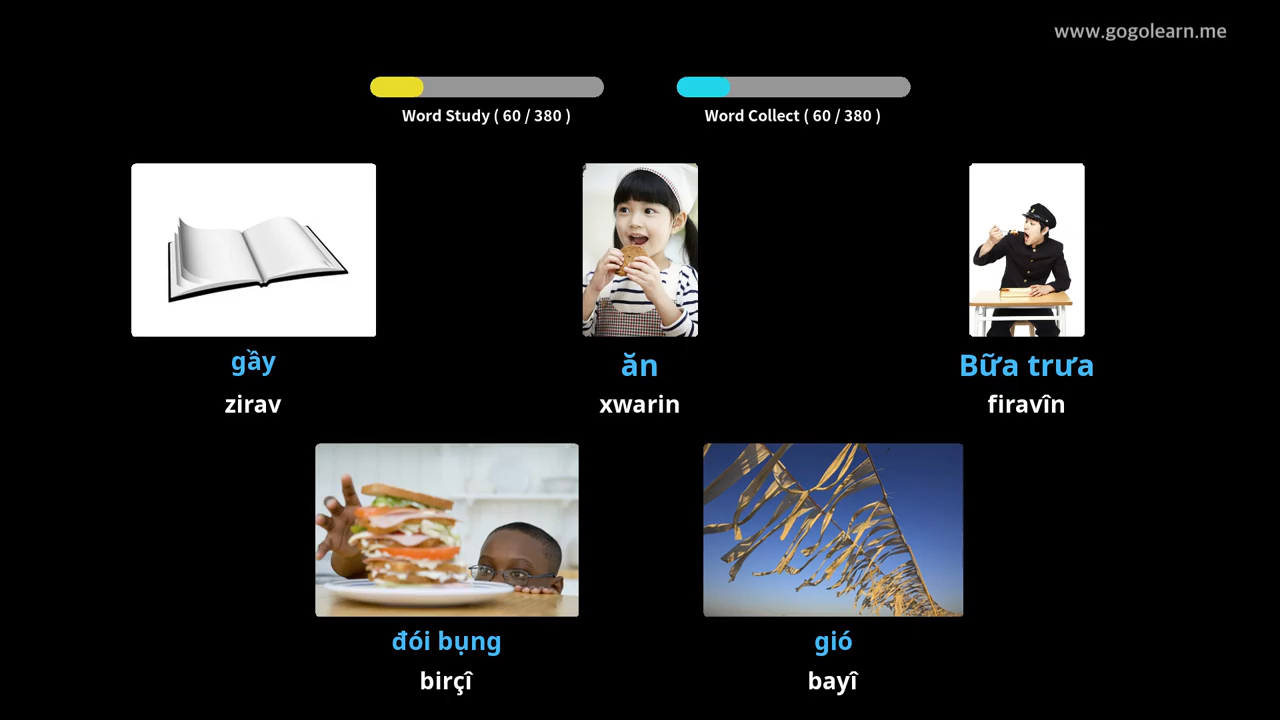 www.gogolearn.me
Word Study ( 60 / 380 )
Word Collect ( 60 / 380 )
gầy
ăn
Bữa trưa
zirav
xwarin
firavîn
đói bụng
gió
birçî
bayî